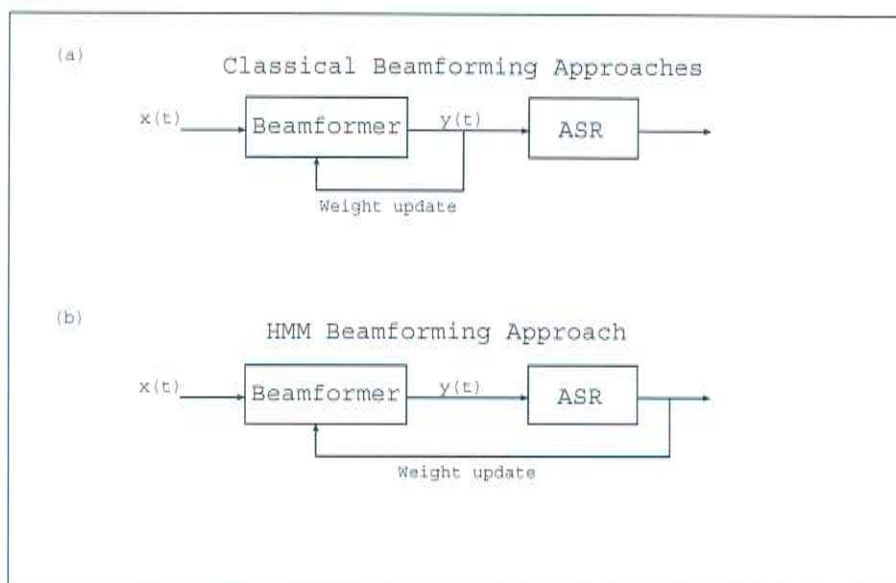 (a)
Classical Beamforming Approaches
x(t) Beamformer y(t) ASR
Weight update
(b)
HMM Beamforming Approach
x(t) Beamformer y(t) ASR
Weight update